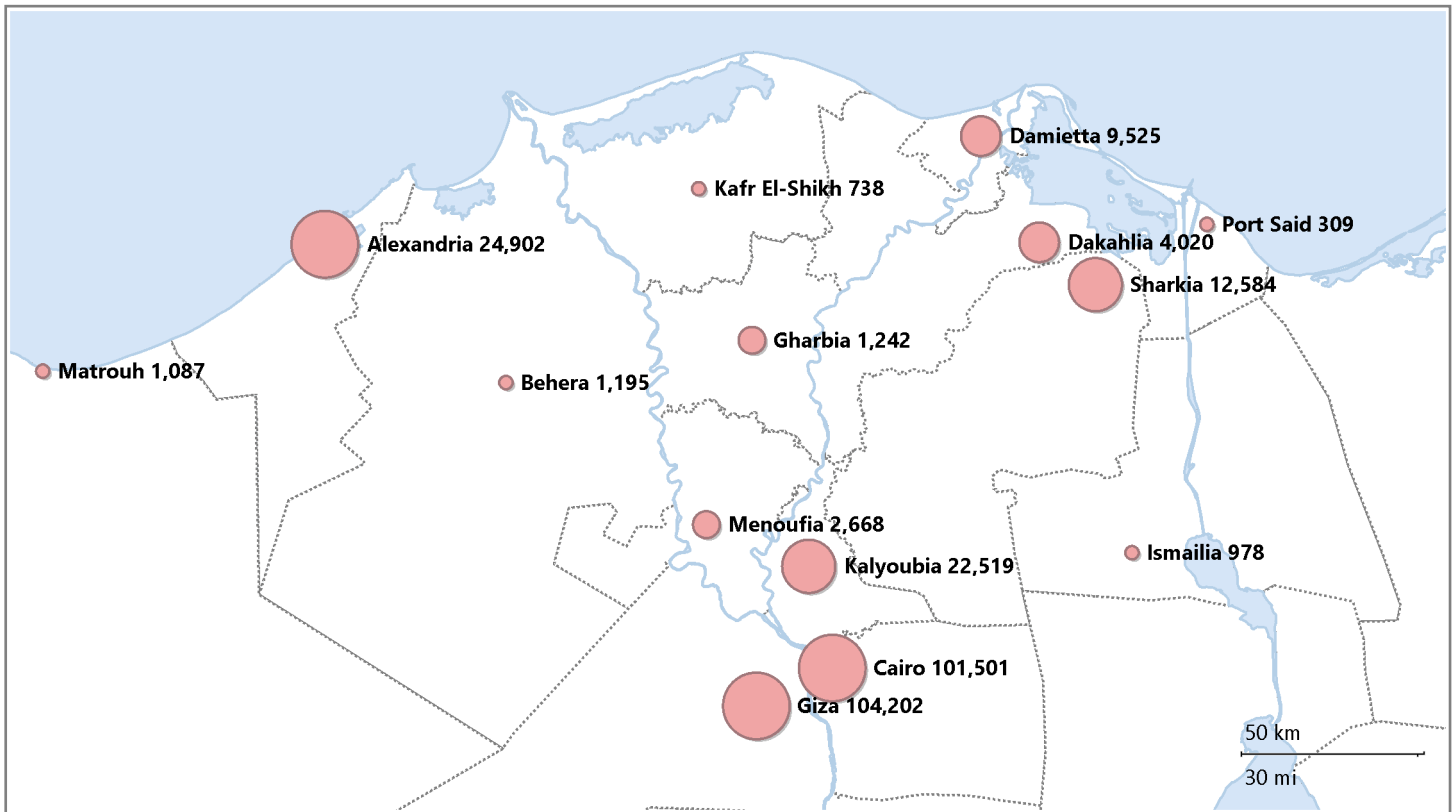 Damietta 9,525
Kafr El-Shikh 738
Port Said 309
Alexandria 24,902
Dakahlia 4,020
Sharkia 12,584
Gharbia 1,242
Matrouh 1,087
Behera 1,195
Menoufia 2,668
Ismailia 978
Kalyoubia 22,519
Cairo 101,501
Giza 104,202
50 km
30 mi